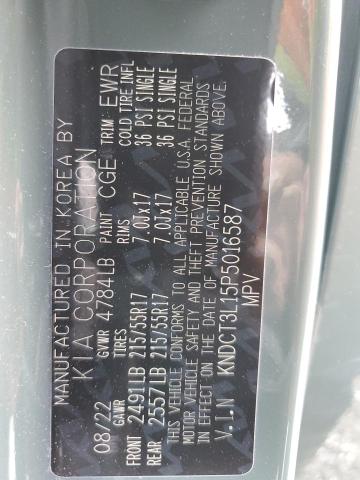 MANUFACTURED IN KOREA BY
KIA CORPORATION
08/22 GVWR 4784LB PAINT CGE TRIM: EWR
GAWR RIMS COLD TIRE INFL
FRONT 2491LB 215/55R17 7.0Jx17 36 PSI SINGLE
REAR 2557LB 215/55R17 7.0Jx17 36 PSI SINGLE
THIS VEHICLE CONFORMS TO ALL APPLICABLE U.S.A. FEDERAL
MOTOR VEHICLE SAFETY AND THEFT PREVENTION STANDARDS
IN EFFECT ON THE DATE OF MANUFACTURE SHOWN ABOVE.
V.I.N KNDCT3L15P5016587
MPV